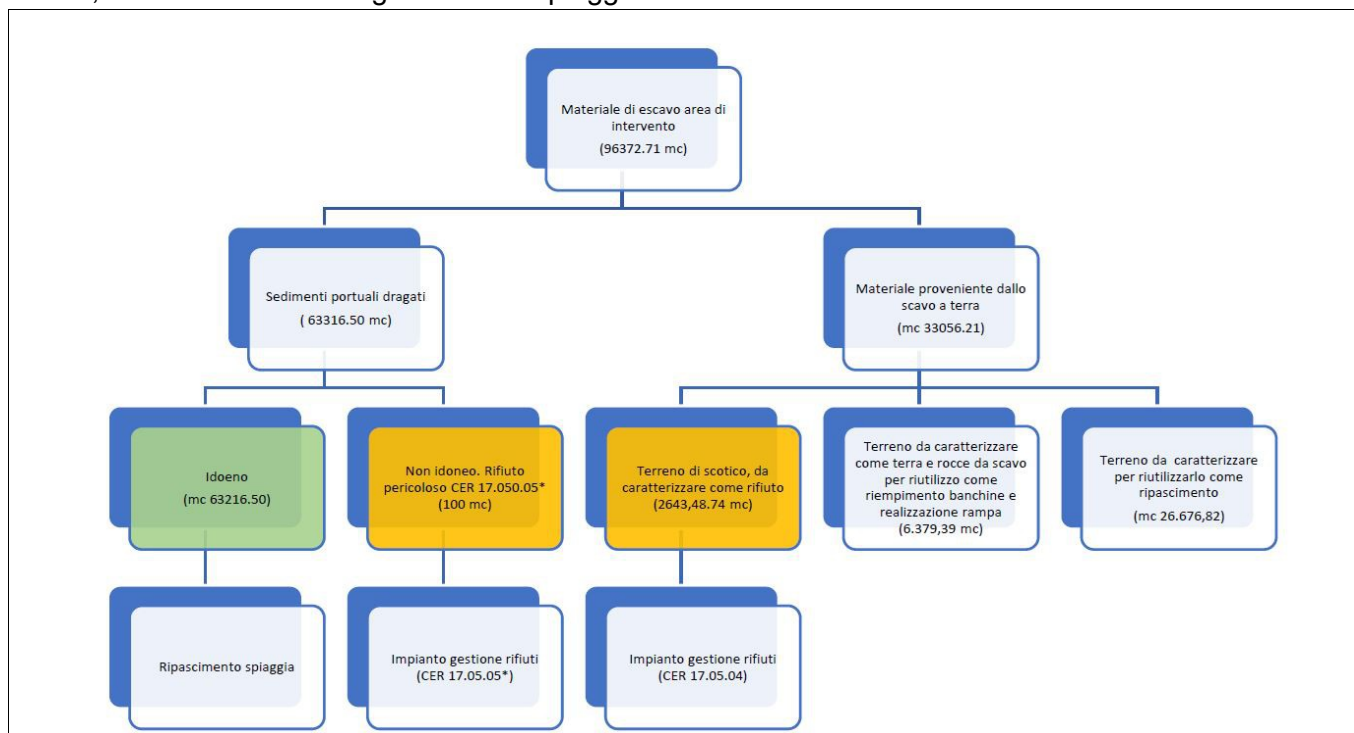 Materiale di escavo area di
intervento
(96372.71 mc)
Sedimenti portuali dragati
( 63316.50 mc)
Materiale proveniente dallo
scavo a terra
(mc 33056.21)
Idoeno
(mc 63216.50)
Non idoneo. Rifiuto
pericoloso CER 17.050.05*
(100 mc)
Terreno di scotico, da
caratterizzare come rifiuto
(2643,48.74 mc)
Terreno da caratterizzare
come terra e rocce da scavo
per riutilizzo come
riempimento banchine e
realizzazione rampa
(6.379,39 mc)
Terreno da  caratterizzare
per riutilizzarlo come
ripascimento
(mc 26.676,82)
Ripascimento spiaggia
Impianto gestione rifiuti
(CER 17.05.05*)
Impianto gestione rifiuti
(CER 17.05.04)